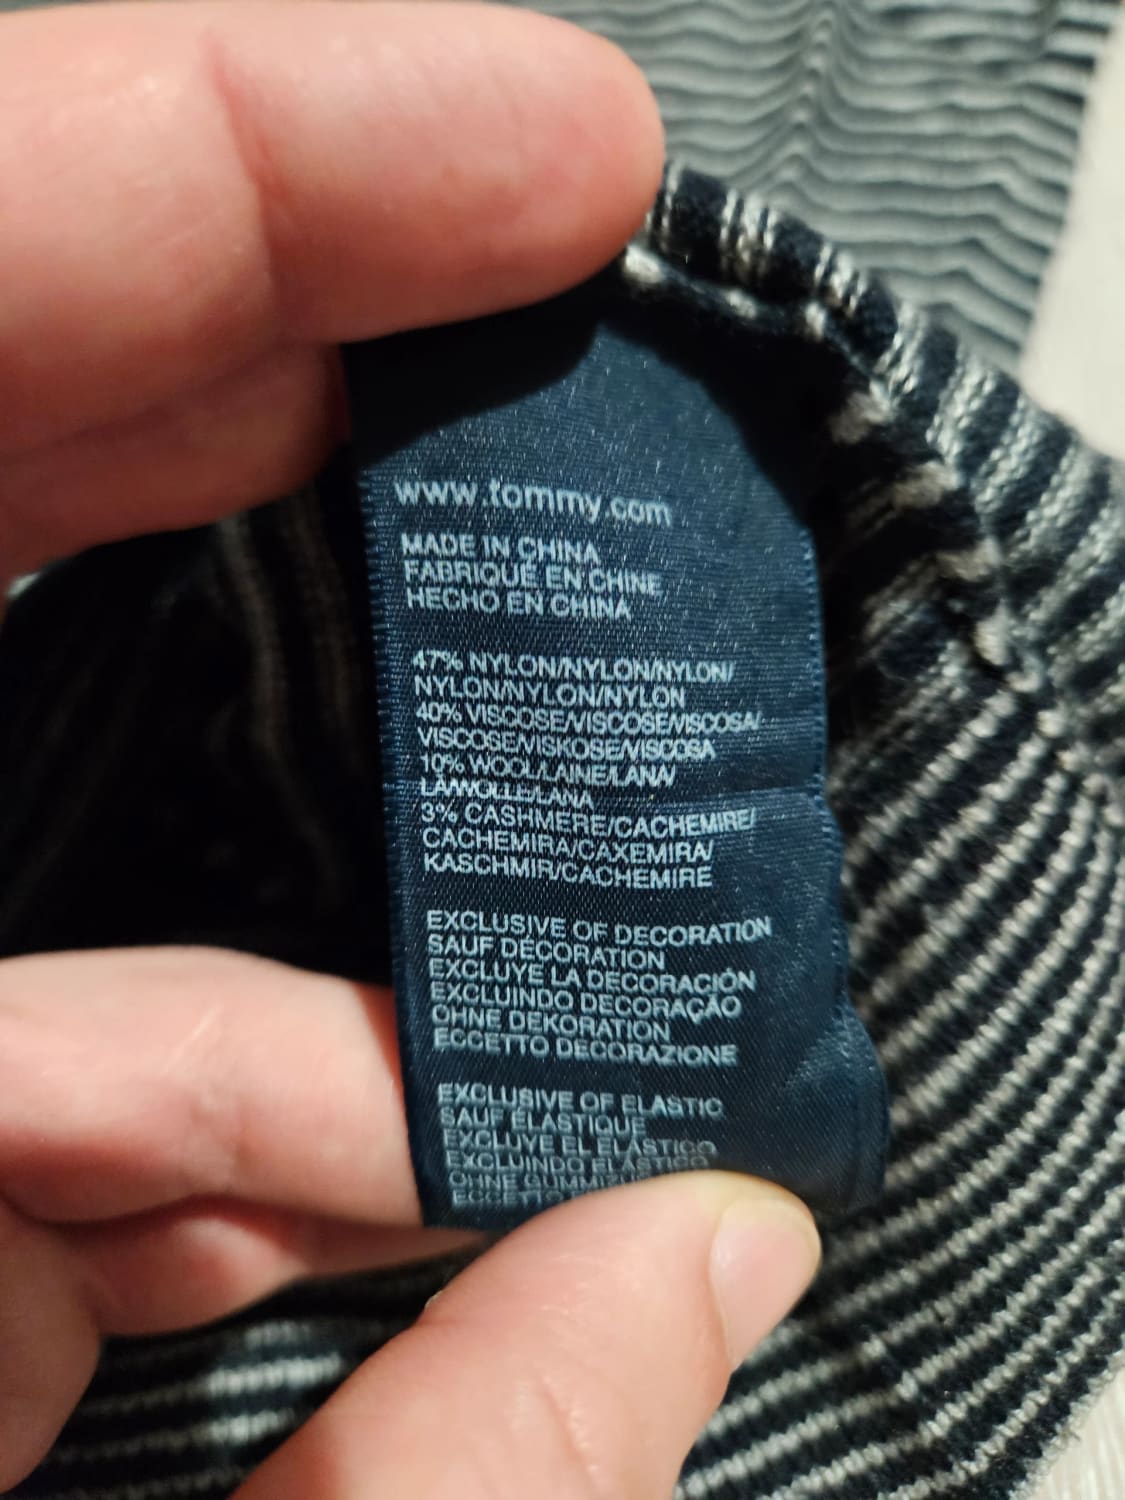 www.tommy.com
MADE IN CHINA
FABRIQUÉ EN CHINE
HECHO EN CHINA
47% NYLON/NYLON/NYLON/
NYLON/NYLON/NYLON
40% VISCOSE/VISCOSE/VISCOSA/
VISCOSE/VISKOSE/VISCOSA
10% WOOL/LAINE/LANA/
LÃ/WOLLE/LANA
3% CASHMERE/CACHEMIRE/
CACHEMIRA/CAXEMIRA/
KASCHMIR/CACHEMIRE
EXCLUSIVE OF DECORATION
SAUF DÉCORATION
EXCLUYE LA DECORACIÓN
EXCLUINDO DECORAÇÃO
OHNE DEKORATION
ECCETTO DECORAZIONE
EXCLUSIVE OF ELASTIC
SAUF ÉLASTIQUE
EXCLUYE EL ELÁSTICO
EXCLUINDO ELÁSTICO
OHNE
ECCETTO